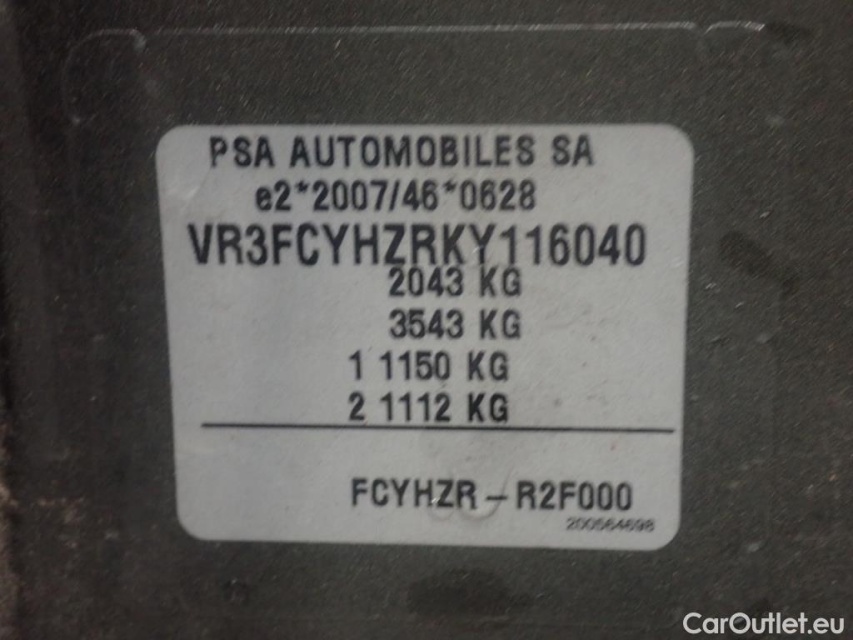 PSA AUTOMOBILES SA
e2*2007/46*0628
VR3FCYHZRKY116040
2043 KG
3543 KG
1 1150 KG
2 1112 KG
FCYHZR - R2F000
200564698
CarOutlet.eu